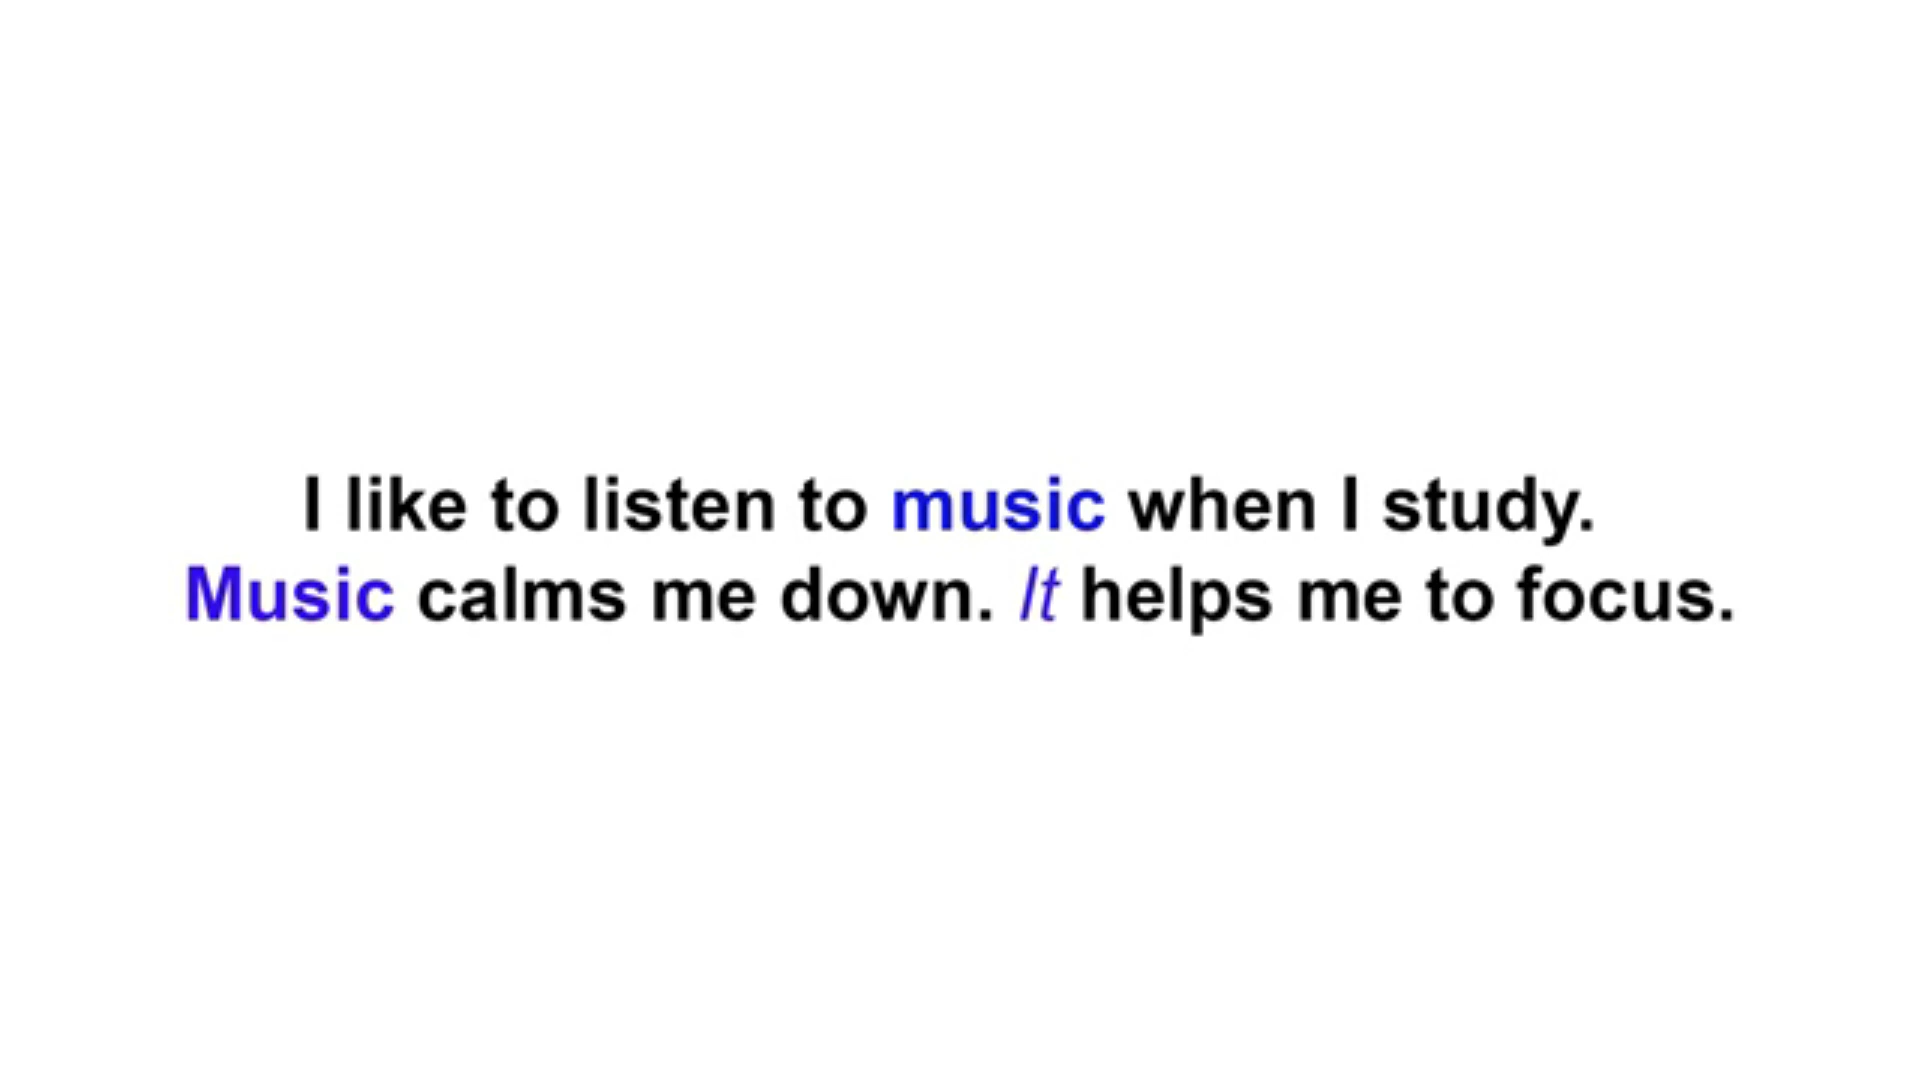 I like to listen to music when I study.
Music calms me down. It helps me to focus.